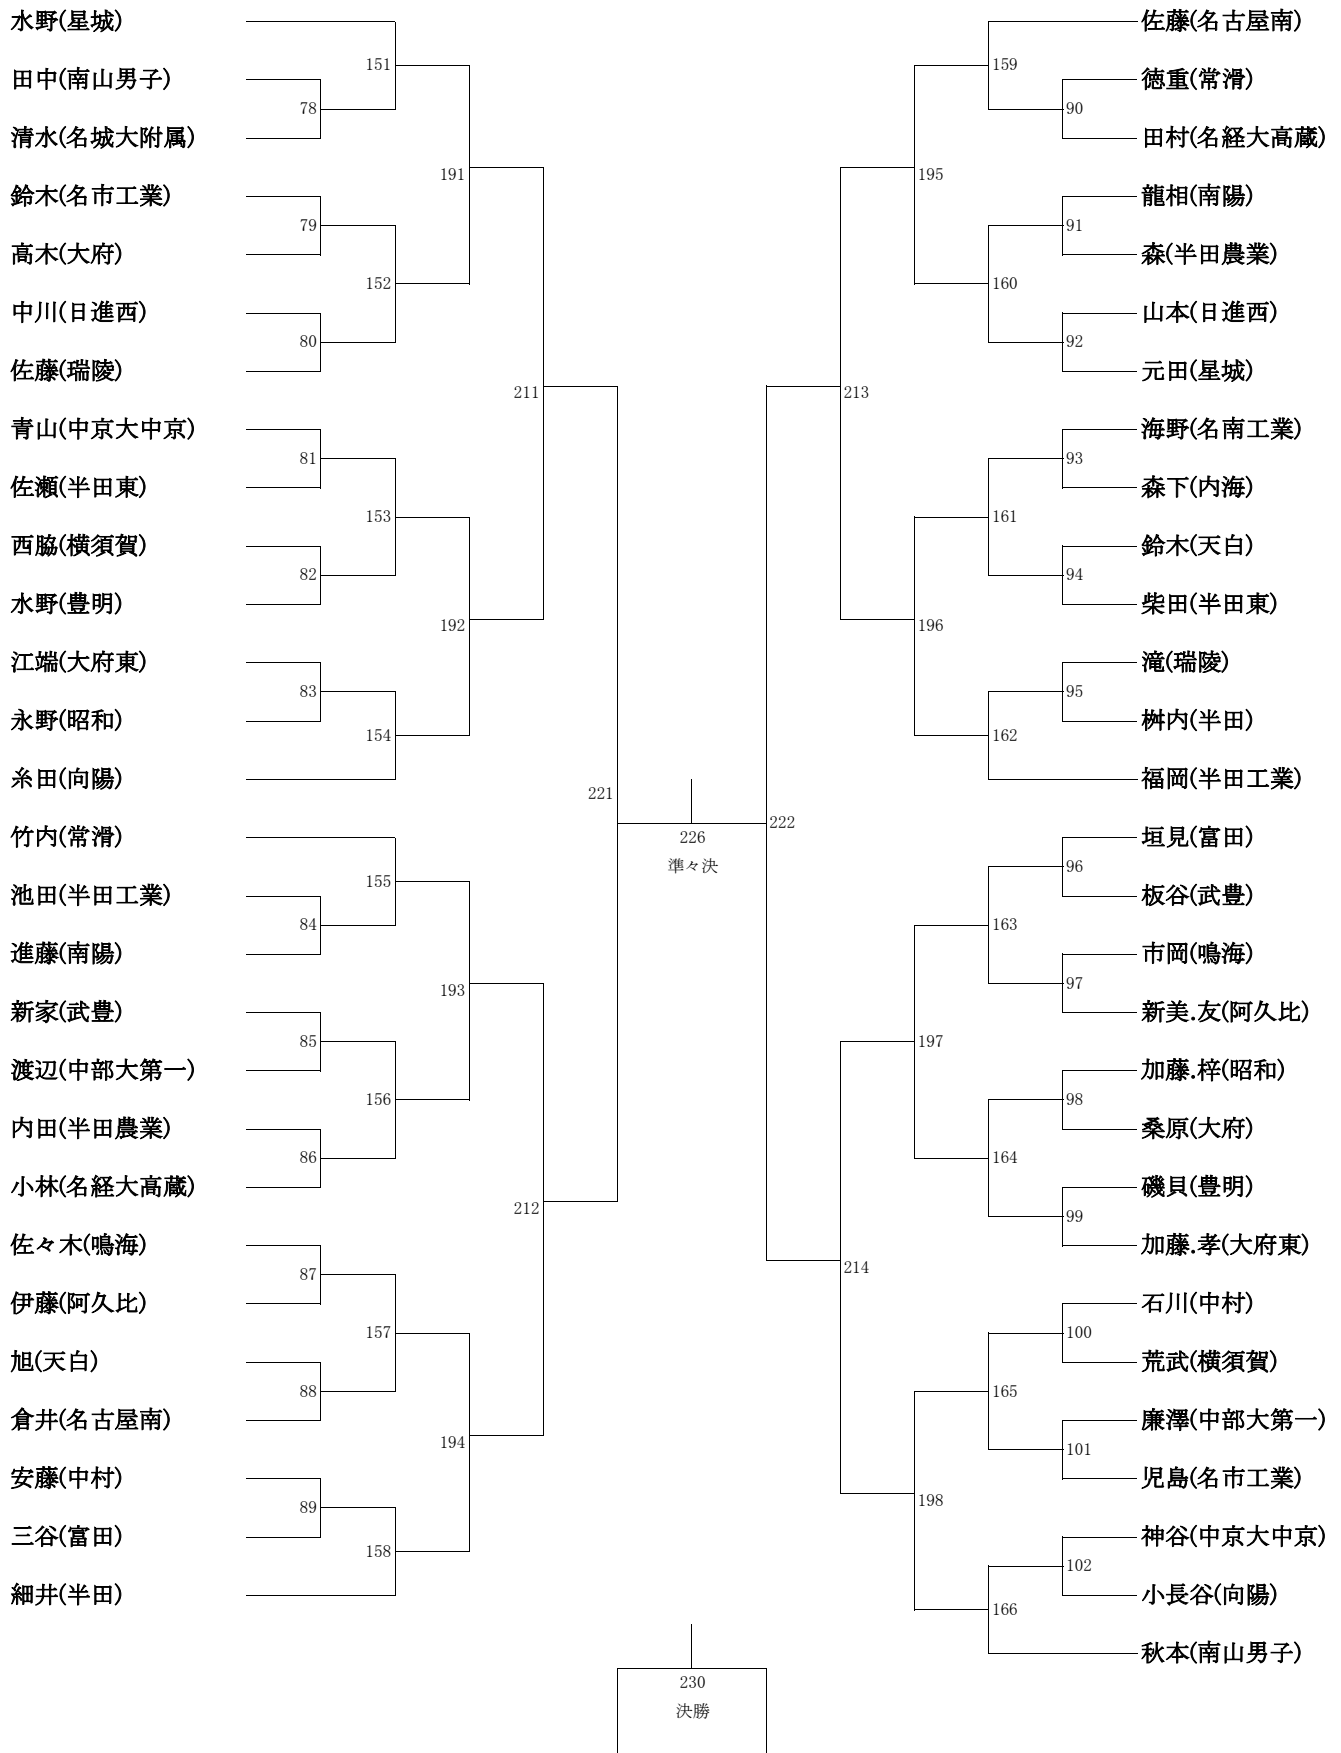 水野(星城)
田中(南山男子)
清水(名城大附属)
鈴木(名市工業)
高木(大府)
中川(日進西)
佐藤(瑞陵)
青山(中京大中京)
佐瀬(半田東)
西脇(横須賀)
水野(豊明)
江端(大府東)
永野(昭和)
糸田(向陽)
竹内(常滑)
池田(半田工業)
進藤(南陽)
新家(武豊)
渡辺(中部大第一)
内田(半田農業)
小林(名経大高蔵)
佐々木(鳴海)
伊藤(阿久比)
旭(天白)
倉井(名古屋南)
安藤(中村)
三谷(富田)
細井(半田)
78
79
80
81
82
83
84
85
86
87
88
89
151
152
153
154
155
156
157
158
191
192
193
194
211
212
221
226
準々決
230
決勝
222
213
214
195
196
197
198
159
160
161
162
163
164
165
166
90
91
92
93
94
95
96
97
98
99
100
101
102
佐藤(名古屋南)
徳重(常滑)
田村(名経大高蔵)
龍相(南陽)
森(半田農業)
山本(日進西)
元田(星城)
海野(名南工業)
森下(内海)
鈴木(天白)
柴田(半田東)
滝(瑞陵)
桝内(半田)
福岡(半田工業)
垣見(富田)
板谷(武豊)
市岡(鳴海)
新美.友(阿久比)
加藤.梓(昭和)
桑原(大府)
磯貝(豊明)
加藤.孝(大府東)
石川(中村)
荒武(横須賀)
廉澤(中部大第一)
児島(名市工業)
神谷(中京大中京)
小長谷(向陽)
秋本(南山男子)